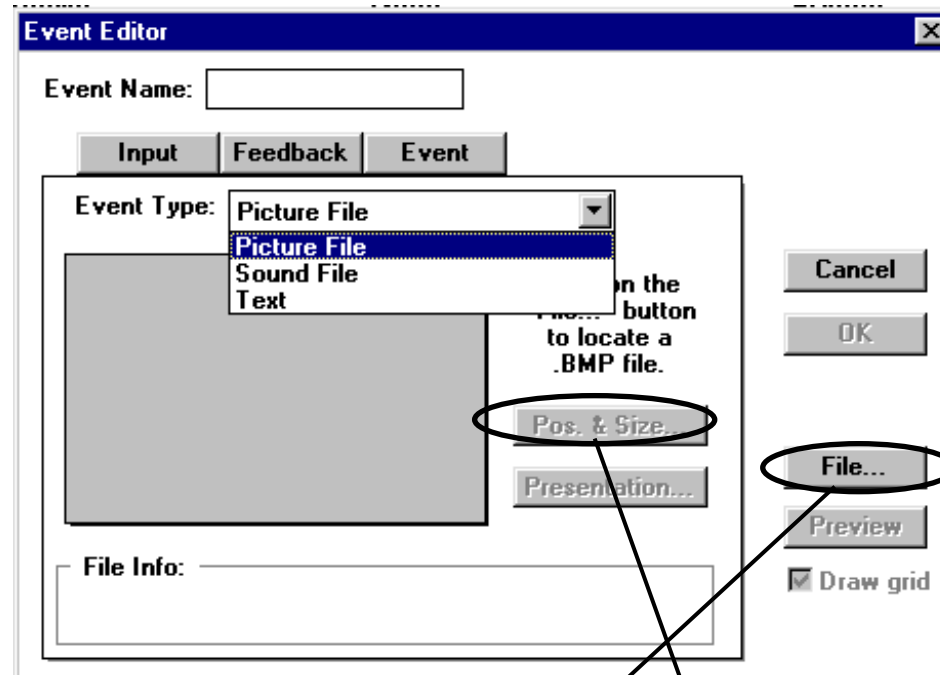 Event Editor
Event Name:
Input Feedback Event
Event Type: Picture File
Picture File
Sound File
Text
on the
button
to locate a
.BMP file.
Cancel
OK
Pos. & Size...
File...
Presentation...
Preview
File Info:
Draw grid